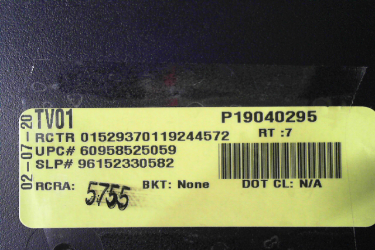 02-07-20
TV01 P19040295
RCTR 01529370119244572 RT :7
UPC# 60958525059
SLP# 96152330582
RCRA: 5755 BKT: None DOT CL: N/A